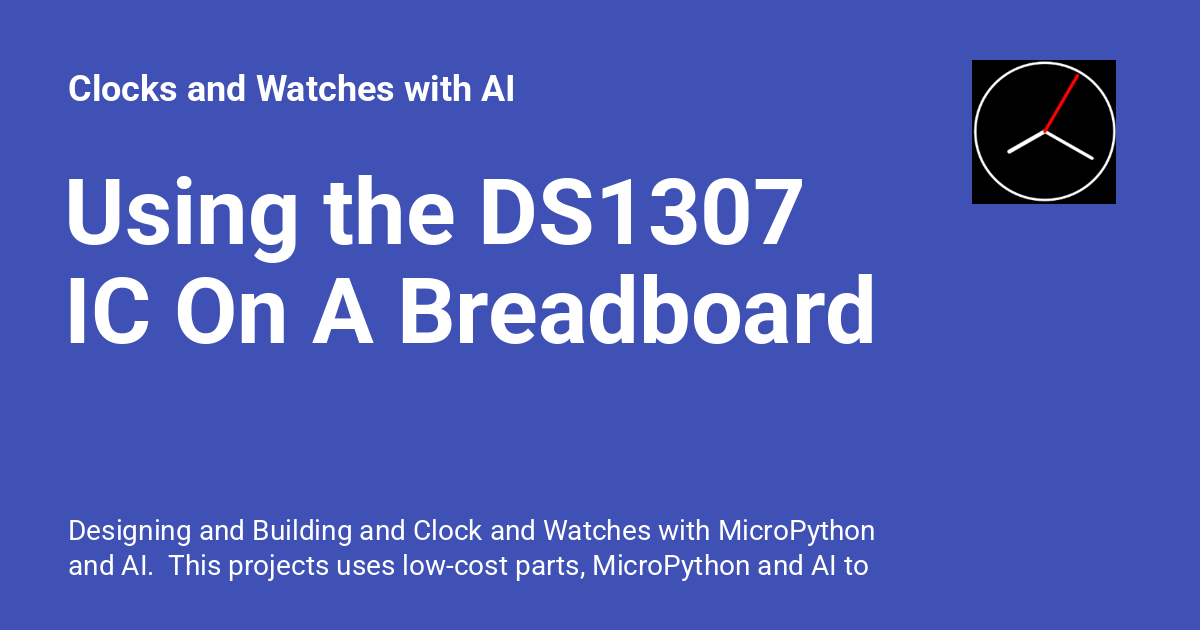 Clocks and Watches with AI
Using the DS1307
IC On A Breadboard
Designing and Building and Clock and Watches with MicroPython
and AI.  This projects uses low-cost parts, MicroPython and AI to